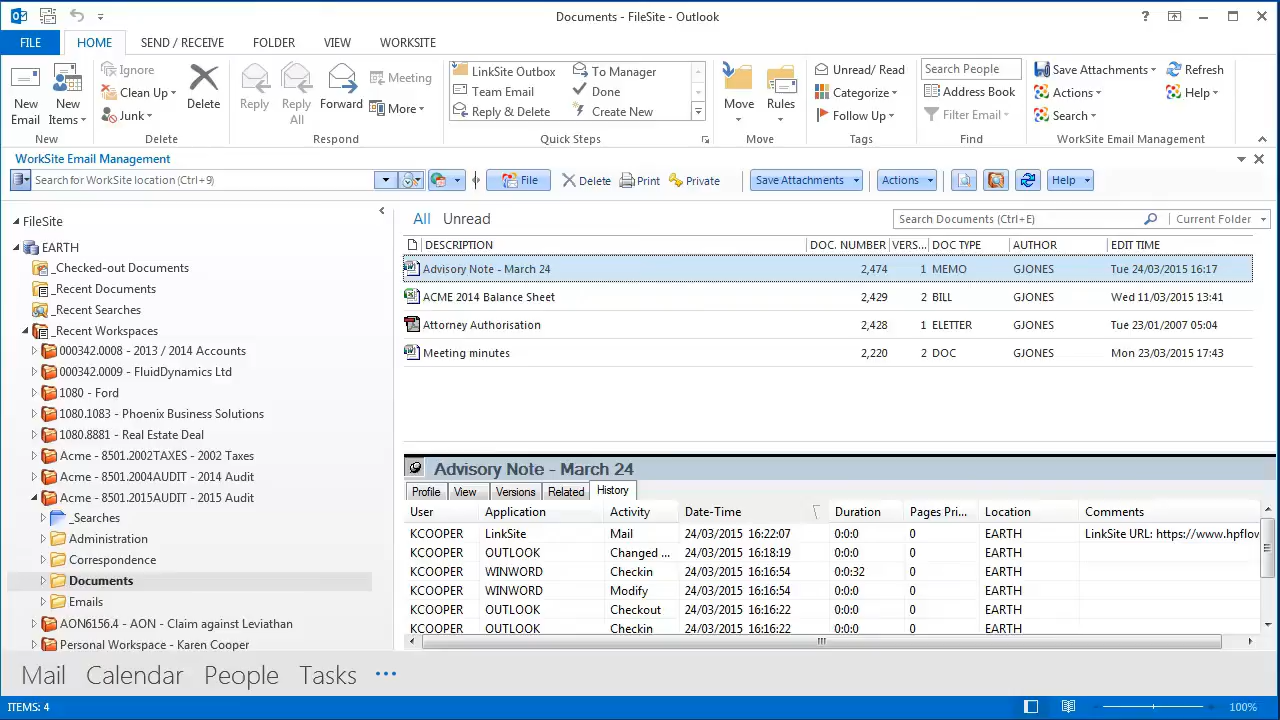 Documents - FileSite - Outlook
FILE HOME SEND / RECEIVE FOLDER VIEW WORKSITE
New Email
New Items
New
Ignore
Clean Up
Junk
Delete
Delete
Reply
Reply All
Forward
Meeting
More
Respond
LinkSite Outbox To Manager
Team Email Done
Reply & Delete Create New
Quick Steps
Move
Rules
Move
Unread/ Read
Categorize
Follow Up
Tags
Search People
Address Book
Filter Email
Find
Save Attachments Refresh
Actions Help
Search
WorkSite Email Management
WorkSite Email Management
Search for WorkSite location (Ctrl+9) File Delete Print Private Save Attachments Actions Help
FileSite
EARTH
_Checked-out Documents
_Recent Documents
_Recent Searches
_Recent Workspaces
000342.0008 - 2013 / 2014 Accounts
000342.0009 - FluidDynamics Ltd
1080 - Ford
1080.1083 - Phoenix Business Solutions
1080.8881 - Real Estate Deal
Acme - 8501.2002TAXES - 2002 Taxes
Acme - 8501.2004AUDIT - 2014 Audit
Acme - 8501.2015AUDIT - 2015 Audit
_Searches
Administration
Correspondence
Documents
Emails
AON6156.4 - AON - Claim against Leviathan
Personal Workspace - Karen Cooper
All Unread Search Documents (Ctrl+E) Current Folder
DESCRIPTION DOC. NUMBER VERS... DOC TYPE AUTHOR EDIT TIME
Advisory Note - March 24 2,474 1 MEMO GJONES Tue 24/03/2015 16:17
ACME 2014 Balance Sheet 2,429 2 BILL GJONES Wed 11/03/2015 13:41
Attorney Authorisation 2,428 1 ELETTER GJONES Tue 23/01/2007 05:04
Meeting minutes 2,220 2 DOC GJONES Mon 23/03/2015 17:43
Advisory Note - March 24
Profile View Versions Related History
User Application Activity Date-Time Duration Pages Pri... Location Comments
KCOOPER LinkSite Mail 24/03/2015 16:22:07 0:0:0 0 EARTH LinkSite URL: https://www.hpflow
KCOOPER OUTLOOK Changed ... 24/03/2015 16:18:19 0:0:0 0 EARTH
KCOOPER WINWORD Checkin 24/03/2015 16:16:54 0:0:32 0 EARTH
KCOOPER WINWORD Modify 24/03/2015 16:16:54 0:0:0 0 EARTH
KCOOPER OUTLOOK Checkout 24/03/2015 16:16:22 0:0:0 0 EARTH
KCOOPER OUTLOOK Checkin 24/03/2015 16:16:22 0:0:0 0 EARTH
Mail Calendar People Tasks
ITEMS: 4 100%